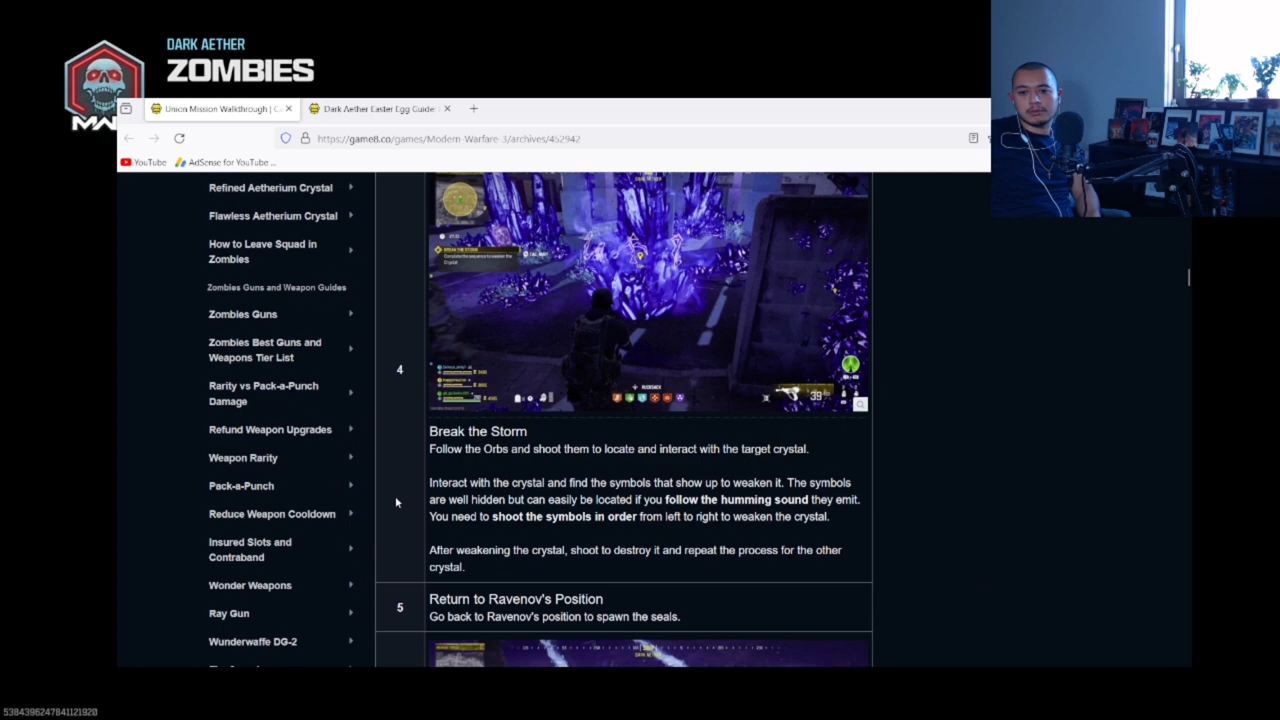 DARK AETHER
ZOMBIES
Union Mission Walkthrough |
Dark Aether Easter Egg Guide
https://game8.co/games/Modern-Warfare-3/archives/452942
YouTube
AdSense for YouTube ...
Refined Aetherium Crystal
Flawless Aetherium Crystal
How to Leave Squad in
Zombies
Zombies Guns and Weapon Guides
Zombies Guns
Zombies Best Guns and
Weapons Tier List
Rarity vs Pack-a-Punch
Damage
Refund Weapon Upgrades
Weapon Rarity
Pack-a-Punch
Reduce Weapon Cooldown
Insured Slots and
Contraband
Wonder Weapons
Ray Gun
Wunderwaffe DG-2
BREAK THE STORM
39
4
Break the Storm
Follow the Orbs and shoot them to locate and interact with the target crystal.
Interact with the crystal and find the symbols that show up to weaken it. The symbols
are well hidden but can easily be located if you follow the humming sound they emit.
You need to shoot the symbols in order from left to right to weaken the crystal.
After weakening the crystal, shoot to destroy it and repeat the process for the other
crystal.
5
Return to Ravenov's Position
Go back to Ravenov's position to spawn the seals.
5384396247841121920